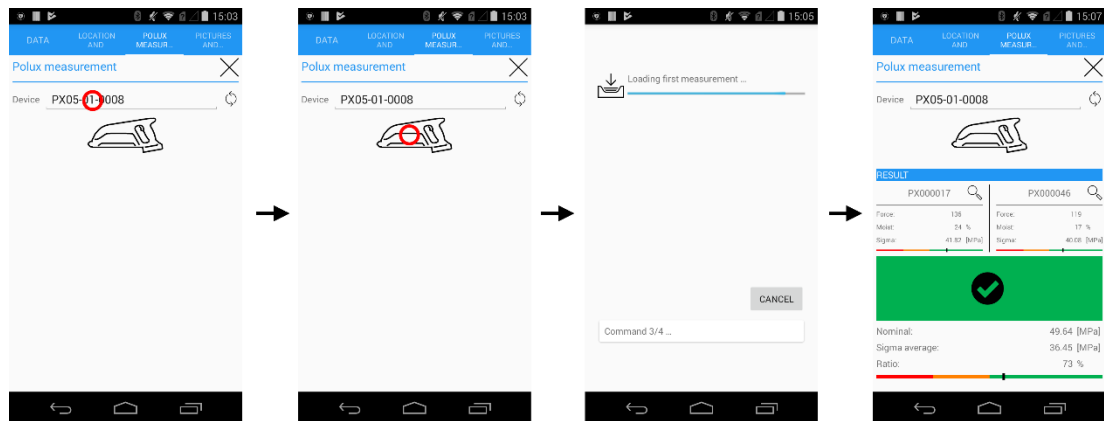 15:03
DATA
LOCATION AND
POLUX MEASUR...
PICTURES AND...
Polux measurement
Device PX05-01-0008
15:03
DATA
LOCATION AND
POLUX MEASUR...
PICTURES AND...
Polux measurement
Device PX05-01-0008
15:05
Loading first measurement ...
CANCEL
Command 3/4 ...
15:07
DATA
LOCATION AND
POLUX MEASUR...
PICTURES AND...
Polux measurement
Device PX05-01-0008
RESULT
PX000017
Force: 138
Moist: 24 %
Sigma: 41.82 [MPa]
PX000046
Force: 119
Moist: 17 %
Sigma: 40.08 [MPa]
Nominal: 49.64 [MPa]
Sigma average: 36.45 [MPa]
Ratio: 73 %